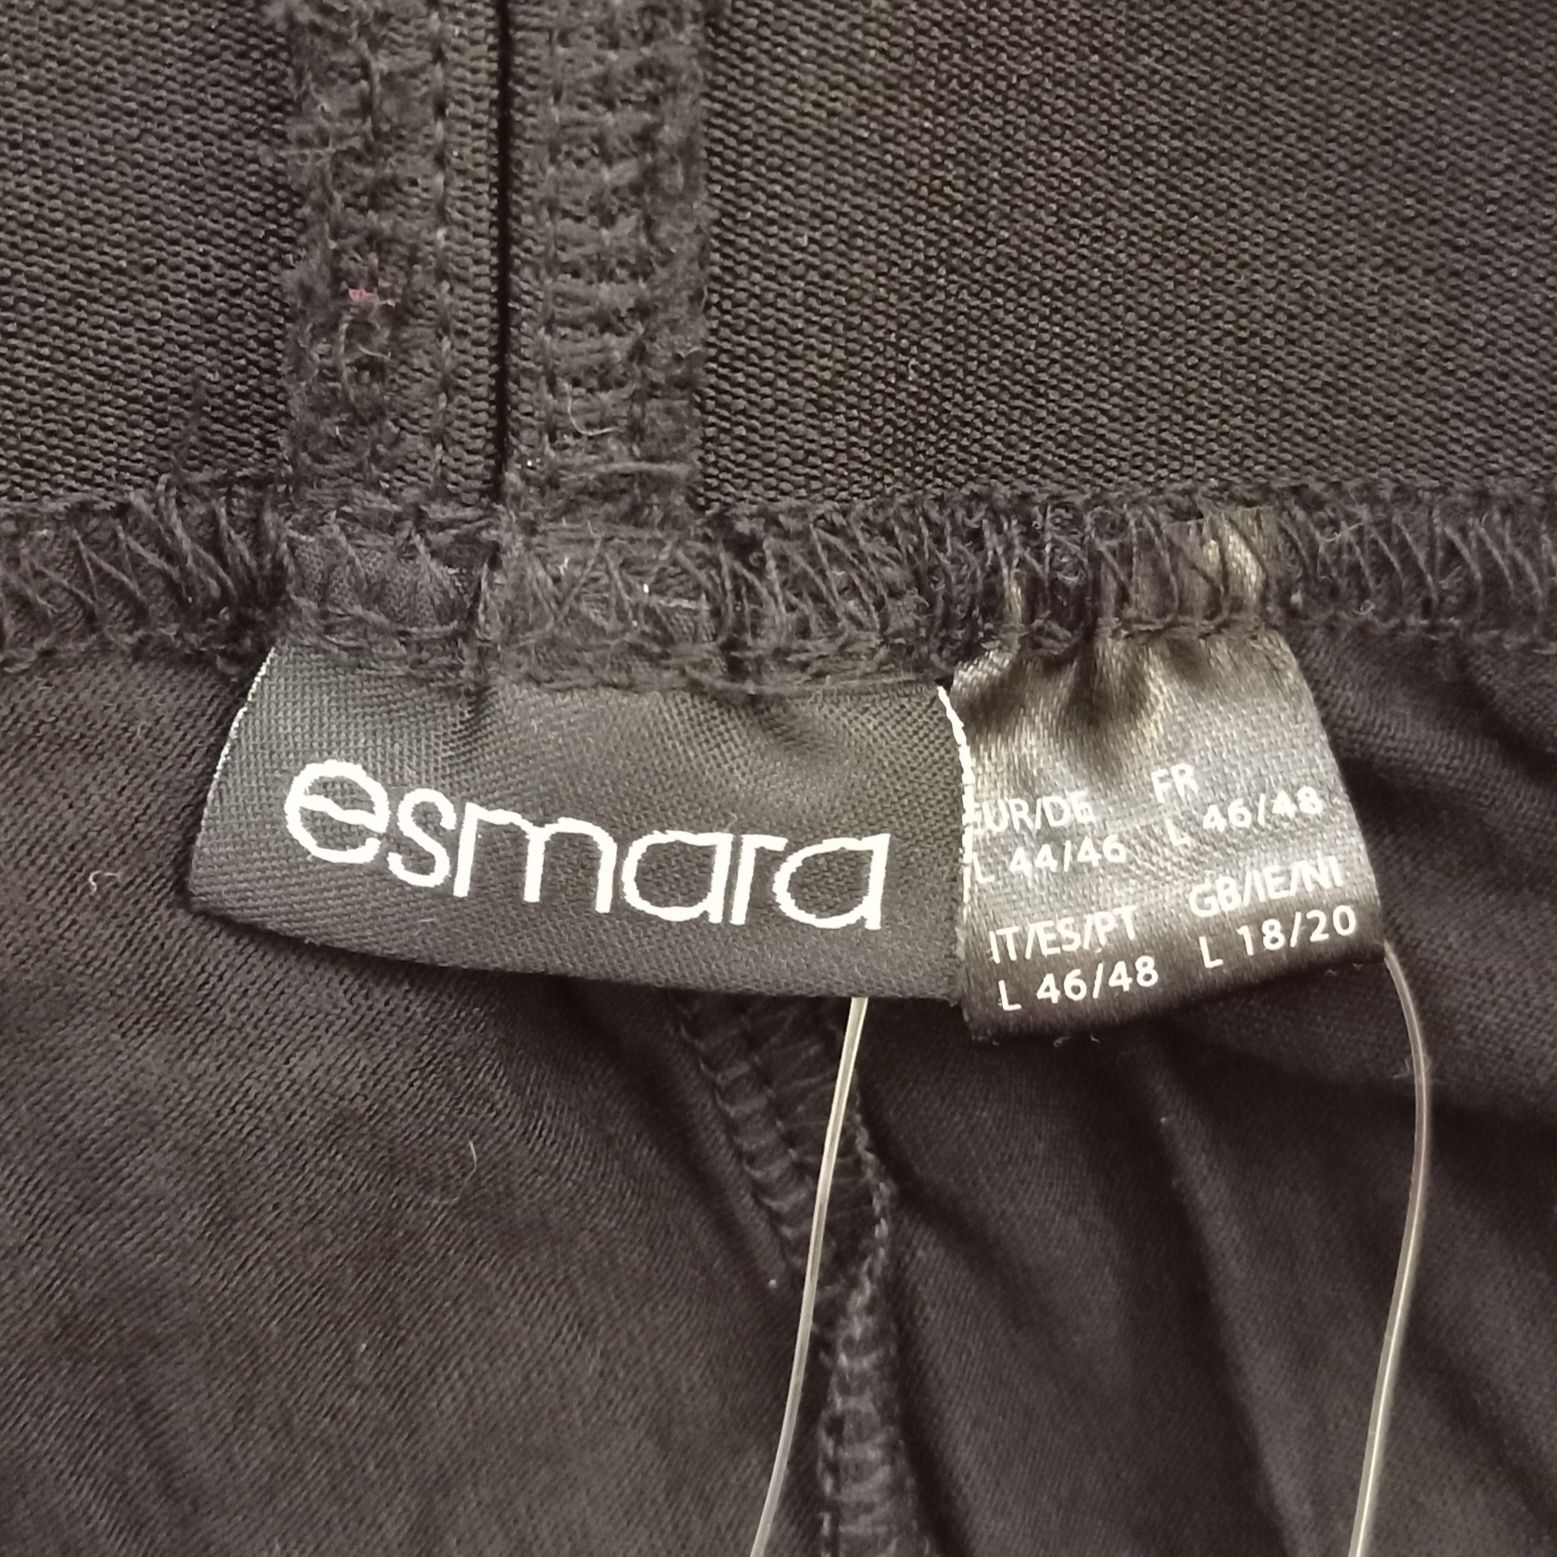 esmara
EUR/DE FR
L 44/46 L 46/48
IT/ES/PT GB/IE/NI
L 46/48 L 18/20